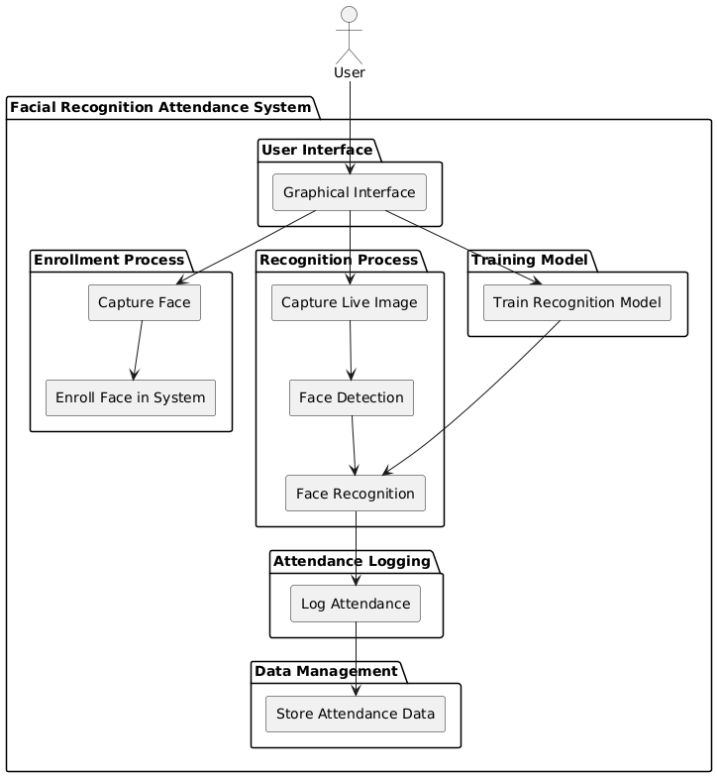 User
Facial Recognition Attendance System
User Interface
Graphical Interface
Enrollment Process
Recognition Process
Training Model
Capture Face
Capture Live Image
Train Recognition Model
Enroll Face in System
Face Detection
Face Recognition
Attendance Logging
Log Attendance
Data Management
Store Attendance Data